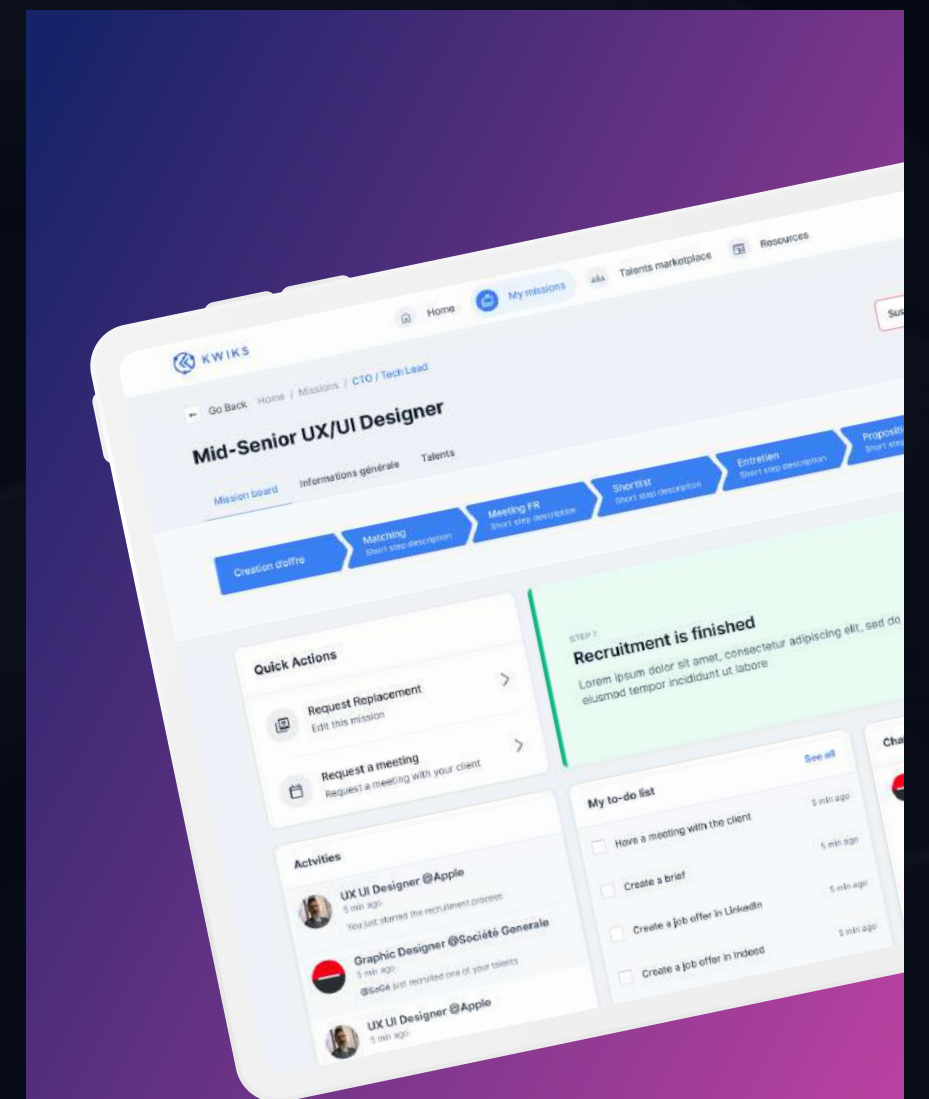 KWIKS
Home
My missions
Talents marketplace
Resources
Go Back Home / Missions / CTO / Tech Lead
Mid-Senior UX/UI Designer
Mission board
Informations générale
Talents
Creation d'offre
Matching
Short step description
Meeting FR
Short step description
Shortlist
Short step description
Entretien
Short step description
Short step
Quick Actions
Request Replacement
Edit this mission
Request a meeting
Request a meeting with your client
STEP 7
Recruitment is finished
Lorem ipsum dolor sit amet, consectetur adipiscing elit, sed do
eiusmod tempor incididunt ut labore
Actvities
UX UI Designer @Apple
5 min ago
You just started the recruitment process
Graphic Designer @Société Generale
5 min ago
@SoGé just recruited one of your talents
UX UI Designer @Apple
5 min ago
My to-do list
See all
Have a meeting with the client
5 min ago
Create a brief
5 min ago
Create a job offer in LinkedIn
5 min ago
Create a job offer in Indeed
5 min ago